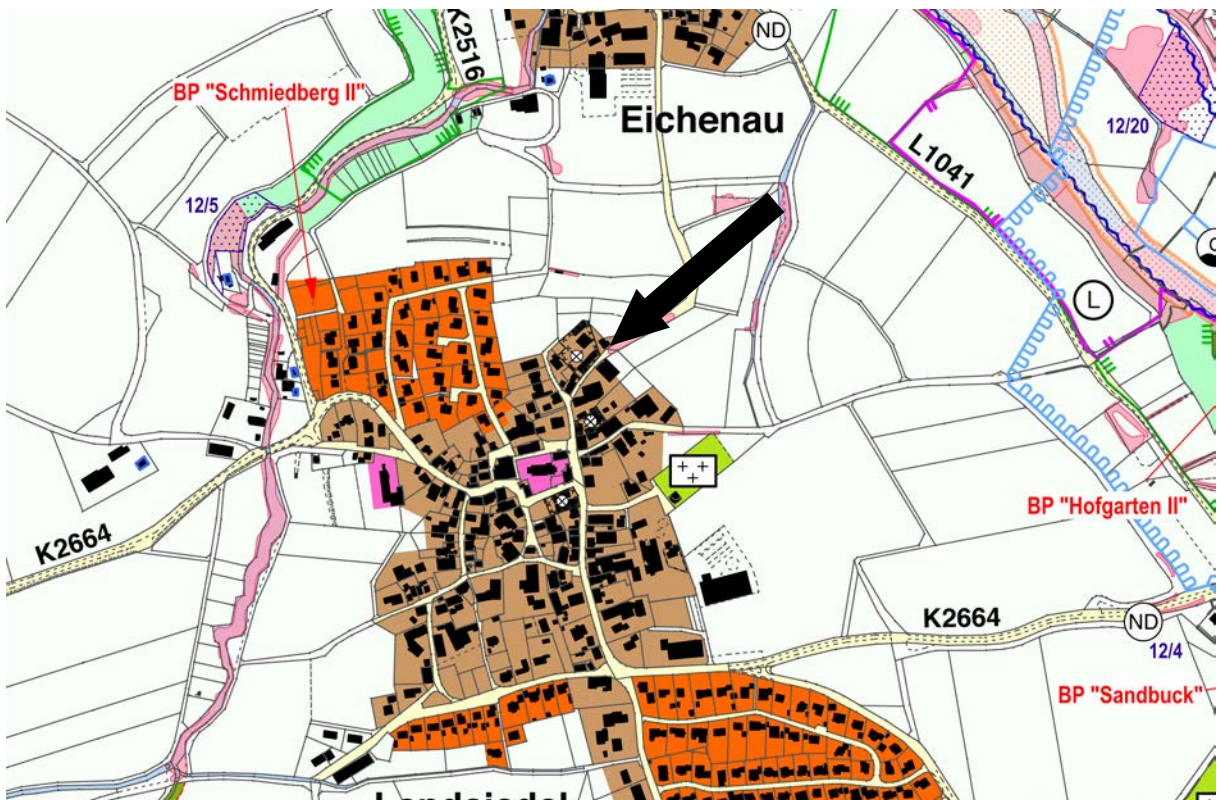 K2516
ND
BP "Schmiedberg II"
Eichenau
12/20
L1041
12/5
L
BP "Hofgarten II"
K2664
K2664
ND
12/4
BP "Sandbuck"